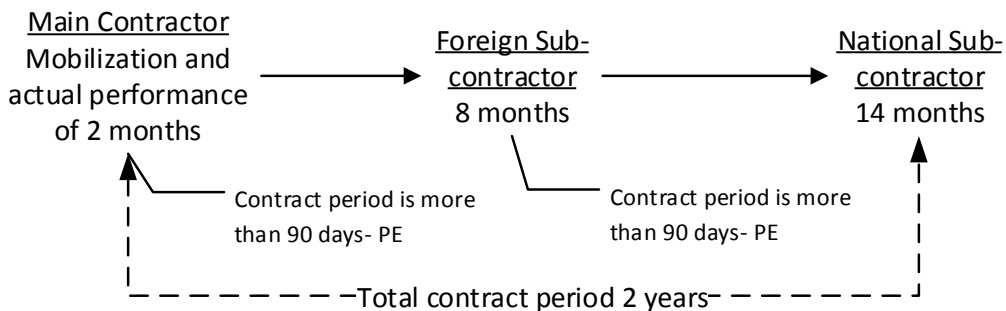 Main Contractor
Mobilization and
actual performance
of 2 months
Foreign Sub-
contractor
8 months
National Sub-
contractor
14 months
Contract period is more
than 90 days- PE
Contract period is more
than 90 days- PE
Total contract period 2 years